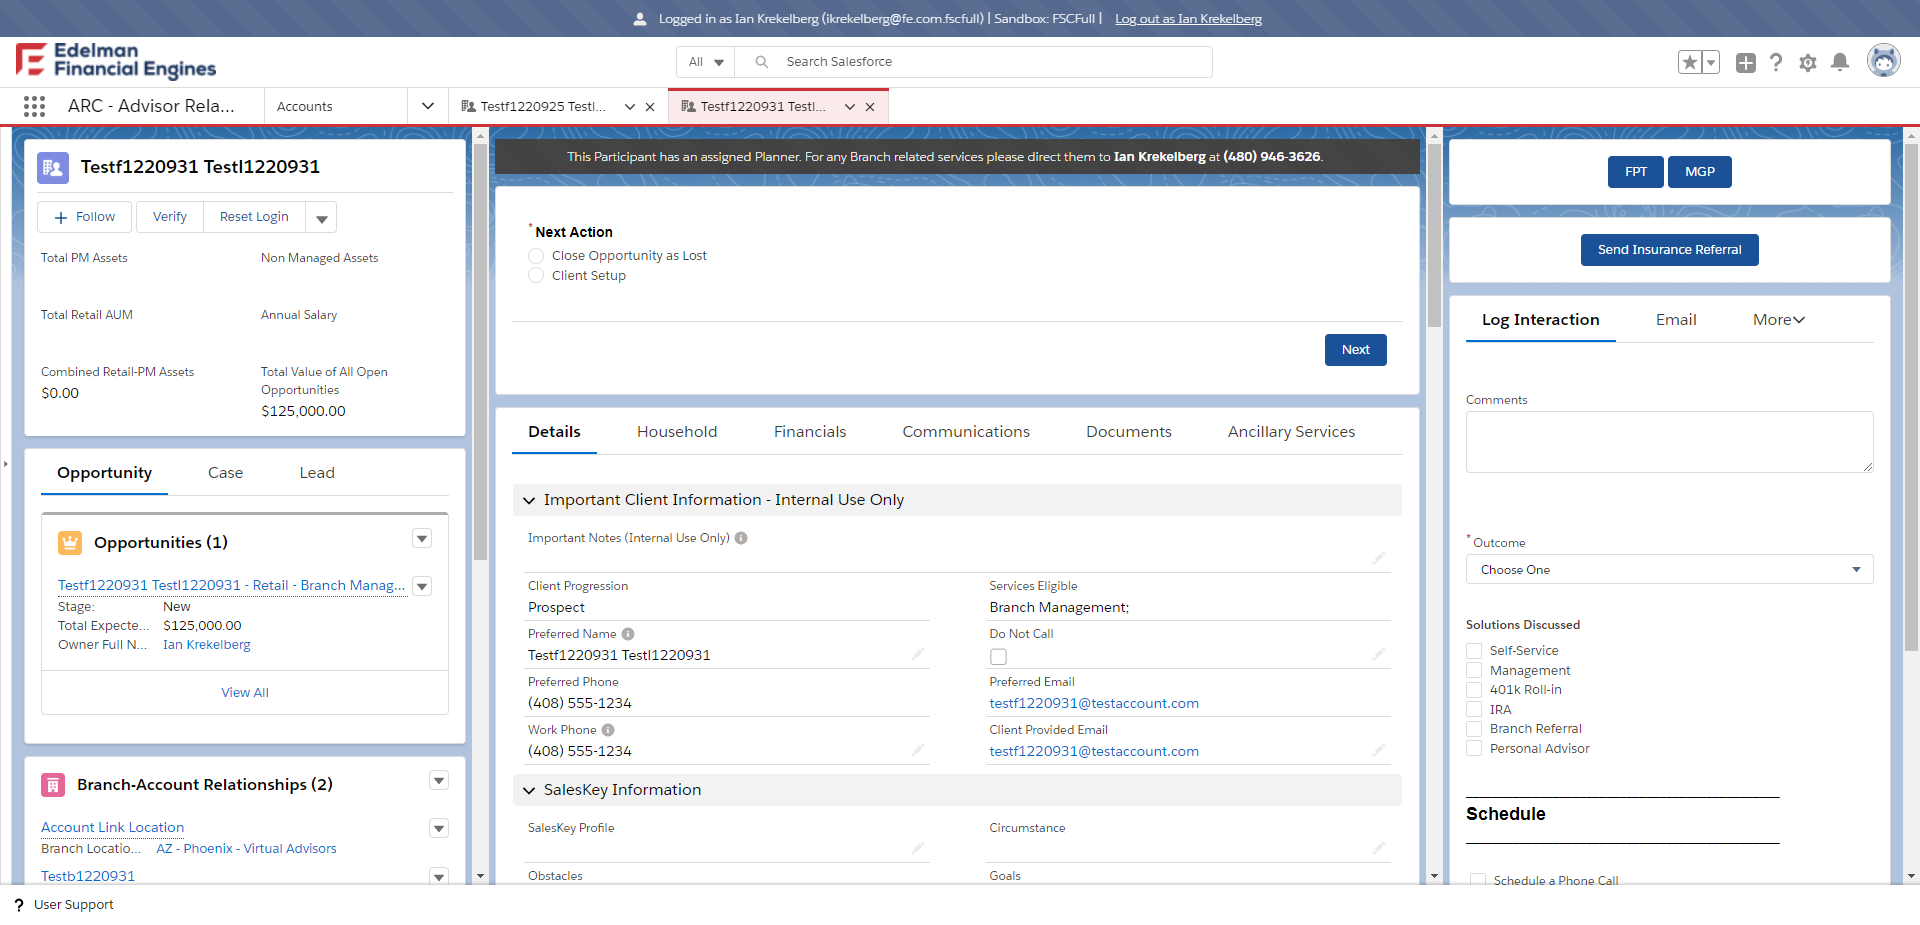 Logged in as Ian Krekelberg (ikrekelberg@fe.com.fscfull) | Sandbox: FSCFull | Log out as Ian Krekelberg
Edelman
Financial Engines
All
Search Salesforce
ARC - Advisor Rela...
Accounts
Testf1220925 Testl...
Testf1220931 Testl...
Testf1220931 Testl1220931
Follow
Verify
Reset Login
Total PM Assets
Non Managed Assets
Total Retail AUM
Annual Salary
Combined Retail-PM Assets
$0.00
Total Value of All Open
Opportunities
$125,000.00
Opportunity
Case
Lead
Opportunities (1)
Testf1220931 Testl1220931 - Retail - Branch Manag...
Stage: New
Total Expecte... $125,000.00
Owner Full N... Ian Krekelberg
View All
Branch-Account Relationships (2)
Account Link Location
Branch Locatio... AZ - Phoenix - Virtual Advisors
Testb1220931
This Participant has an assigned Planner. For any Branch related services please direct them to Ian Krekelberg at (480) 946-3626.
* Next Action
Close Opportunity as Lost
Client Setup
Next
Details
Household
Financials
Communications
Documents
Ancillary Services
Important Client Information - Internal Use Only
Important Notes (Internal Use Only)
Client Progression
Prospect
Services Eligible
Branch Management;
Preferred Name
Testf1220931 Testl1220931
Do Not Call
Preferred Phone
(408) 555-1234
Preferred Email
testf1220931@testaccount.com
Work Phone
(408) 555-1234
Client Provided Email
testf1220931@testaccount.com
SalesKey Information
SalesKey Profile
Circumstance
Obstacles
Goals
FPT
MGP
Send Insurance Referral
Log Interaction
Email
More
Comments
* Outcome
Choose One
Solutions Discussed
Self-Service
Management
401k Roll-in
IRA
Branch Referral
Personal Advisor
Schedule
Schedule a Phone Call
? User Support